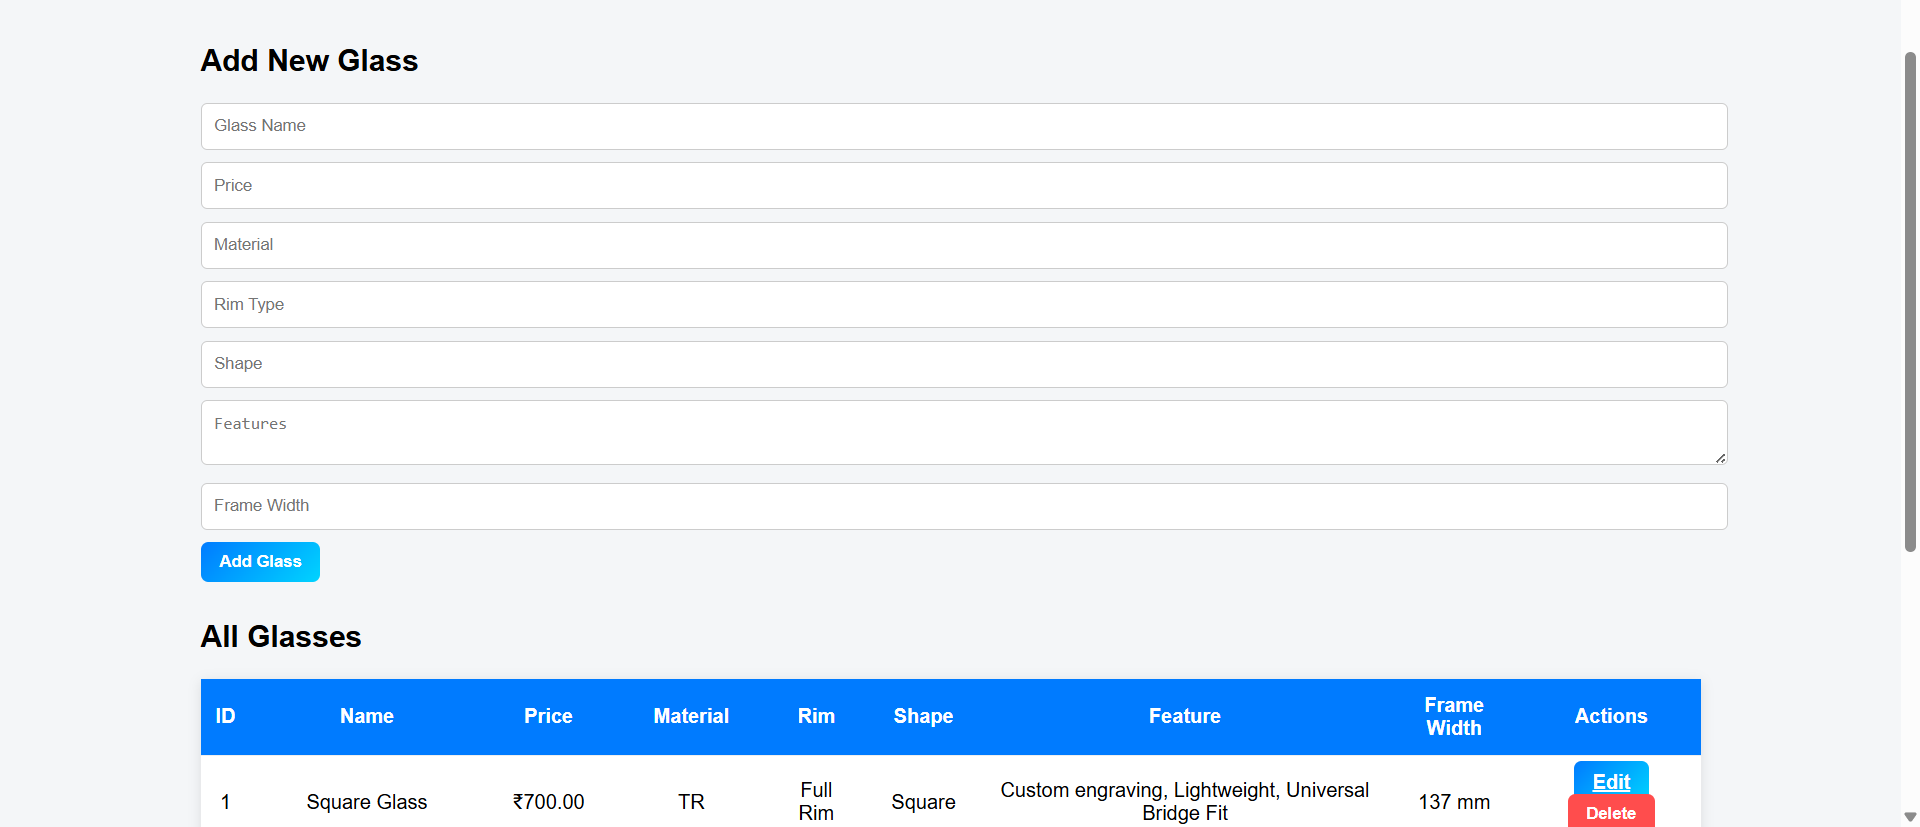 Add New Glass
Glass Name
Price
Material
Rim Type
Shape
Features
Frame Width
Add Glass
All Glasses
ID Name Price Material Rim Shape Feature Frame Width Actions
1 Square Glass ₹700.00 TR Full Rim Square Custom engraving, Lightweight, Universal Bridge Fit 137 mm Edit
Delete